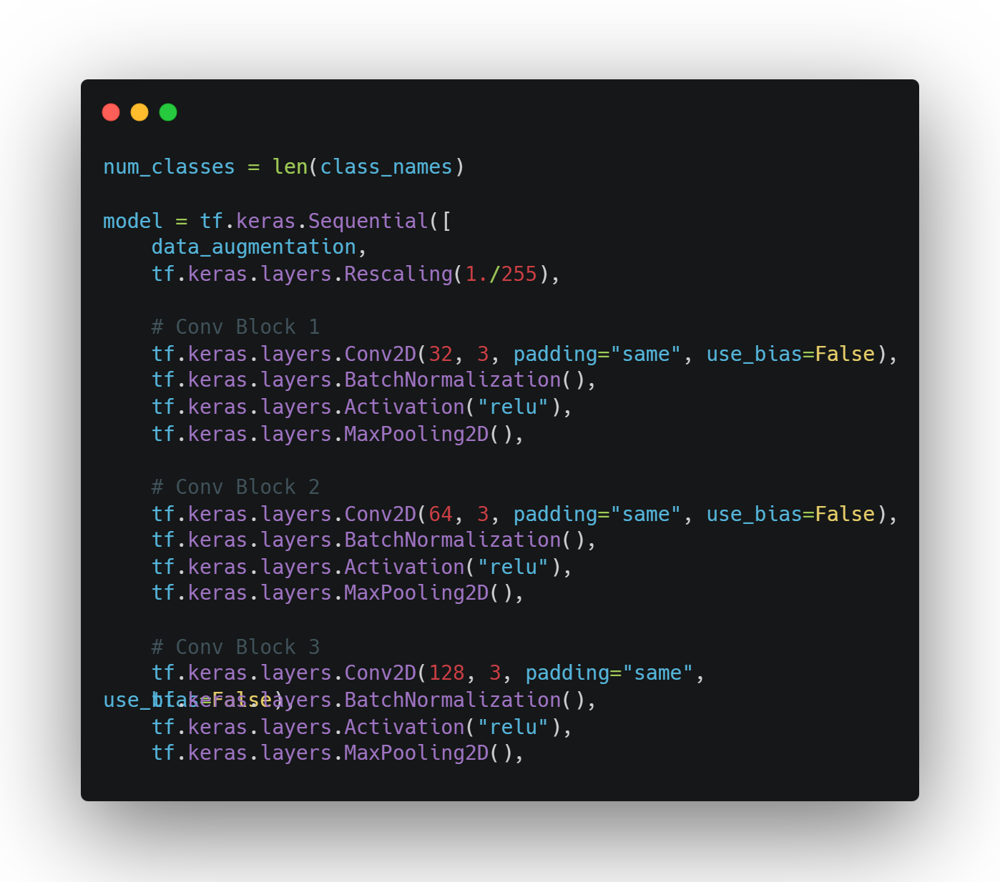 num_classes = len(class_names)

model = tf.keras.Sequential([
    data_augmentation,
    tf.keras.layers.Rescaling(1./255),

    # Conv Block 1
    tf.keras.layers.Conv2D(32, 3, padding="same", use_bias=False),
    tf.keras.layers.BatchNormalization(),
    tf.keras.layers.Activation("relu"),
    tf.keras.layers.MaxPooling2D(),

    # Conv Block 2
    tf.keras.layers.Conv2D(64, 3, padding="same", use_bias=False),
    tf.keras.layers.BatchNormalization(),
    tf.keras.layers.Activation("relu"),
    tf.keras.layers.MaxPooling2D(),

    # Conv Block 3
    tf.keras.layers.Conv2D(128, 3, padding="same",
use_bias=False),
    tf.keras.layers.BatchNormalization(),
    tf.keras.layers.Activation("relu"),
    tf.keras.layers.MaxPooling2D(),